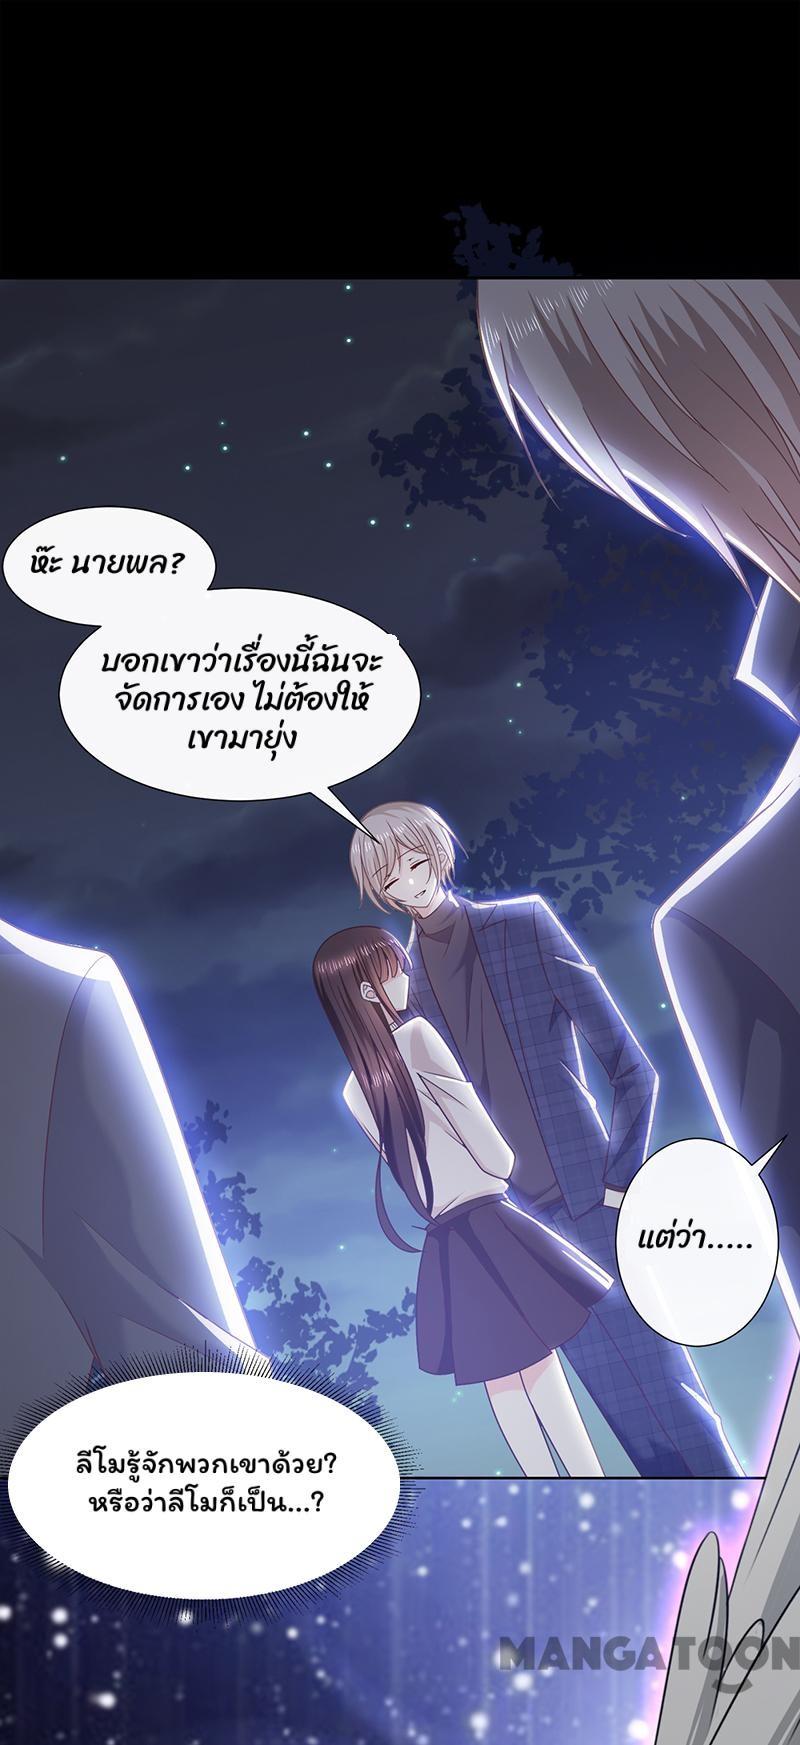 ห๊ะ นายพล?
บอกเขาว่าเรื่องนี้ฉันจะ
จัดการเอง ไม่ต้องให้
เขามายุ่ง
แต่ว่า.....
ลีโมรู้จักพวกเขาด้วย?
หรือว่าลีโมก็เป็น...?
MANGATOON